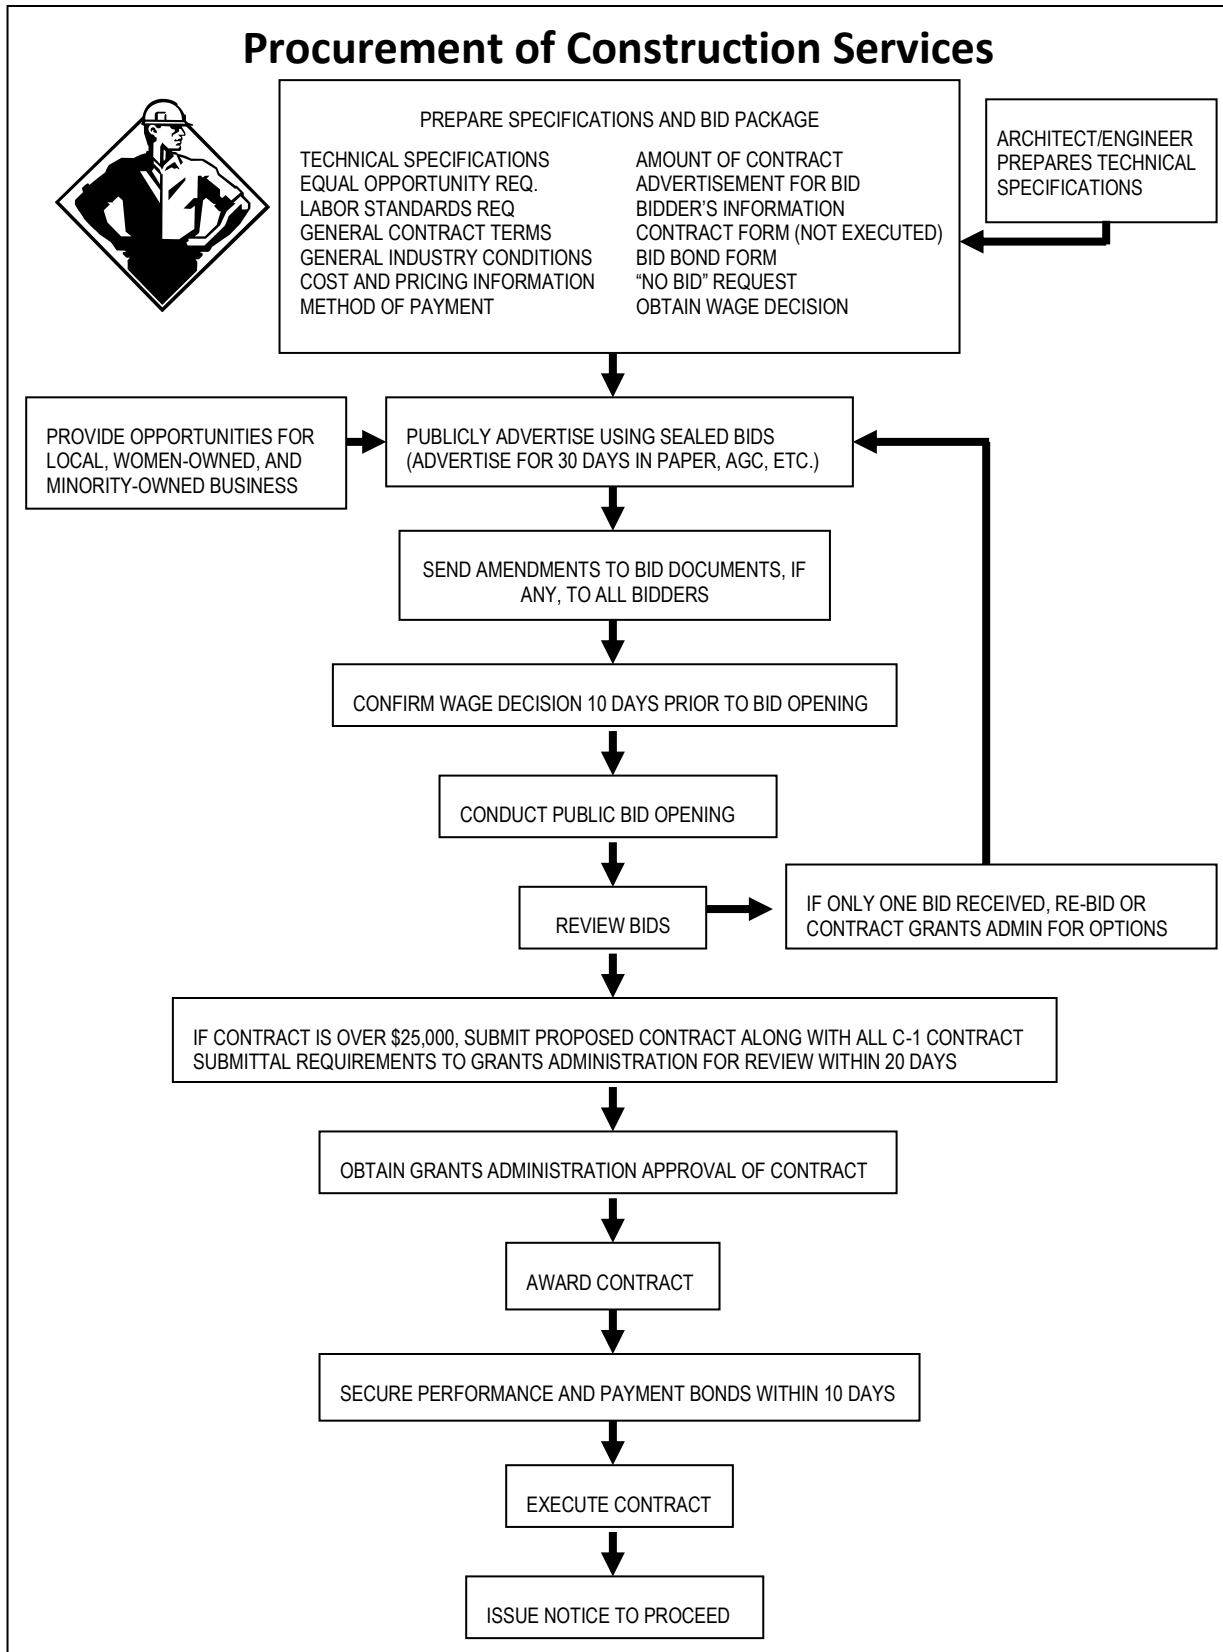 Procurement of Construction Services
PREPARE SPECIFICATIONS AND BID PACKAGE
TECHNICAL SPECIFICATIONS
EQUAL OPPORTUNITY REQ.
LABOR STANDARDS REQ
GENERAL CONTRACT TERMS
GENERAL INDUSTRY CONDITIONS
COST AND PRICING INFORMATION
METHOD OF PAYMENT
AMOUNT OF CONTRACT
ADVERTISEMENT FOR BID
BIDDER’S INFORMATION
CONTRACT FORM (NOT EXECUTED)
BID BOND FORM
“NO BID” REQUEST
OBTAIN WAGE DECISION
ARCHITECT/ENGINEER
PREPARES TECHNICAL
SPECIFICATIONS
PROVIDE OPPORTUNITIES FOR
LOCAL, WOMEN-OWNED, AND
MINORITY-OWNED BUSINESS
PUBLICLY ADVERTISE USING SEALED BIDS
(ADVERTISE FOR 30 DAYS IN PAPER, AGC, ETC.)
SEND AMENDMENTS TO BID DOCUMENTS, IF
ANY, TO ALL BIDDERS
CONFIRM WAGE DECISION 10 DAYS PRIOR TO BID OPENING
CONDUCT PUBLIC BID OPENING
REVIEW BIDS
IF ONLY ONE BID RECEIVED, RE-BID OR
CONTRACT GRANTS ADMIN FOR OPTIONS
IF CONTRACT IS OVER $25,000, SUBMIT PROPOSED CONTRACT ALONG WITH ALL C-1 CONTRACT
SUBMITTAL REQUIREMENTS TO GRANTS ADMINISTRATION FOR REVIEW WITHIN 20 DAYS
OBTAIN GRANTS ADMINISTRATION APPROVAL OF CONTRACT
AWARD CONTRACT
SECURE PERFORMANCE AND PAYMENT BONDS WITHIN 10 DAYS
EXECUTE CONTRACT
ISSUE NOTICE TO PROCEED